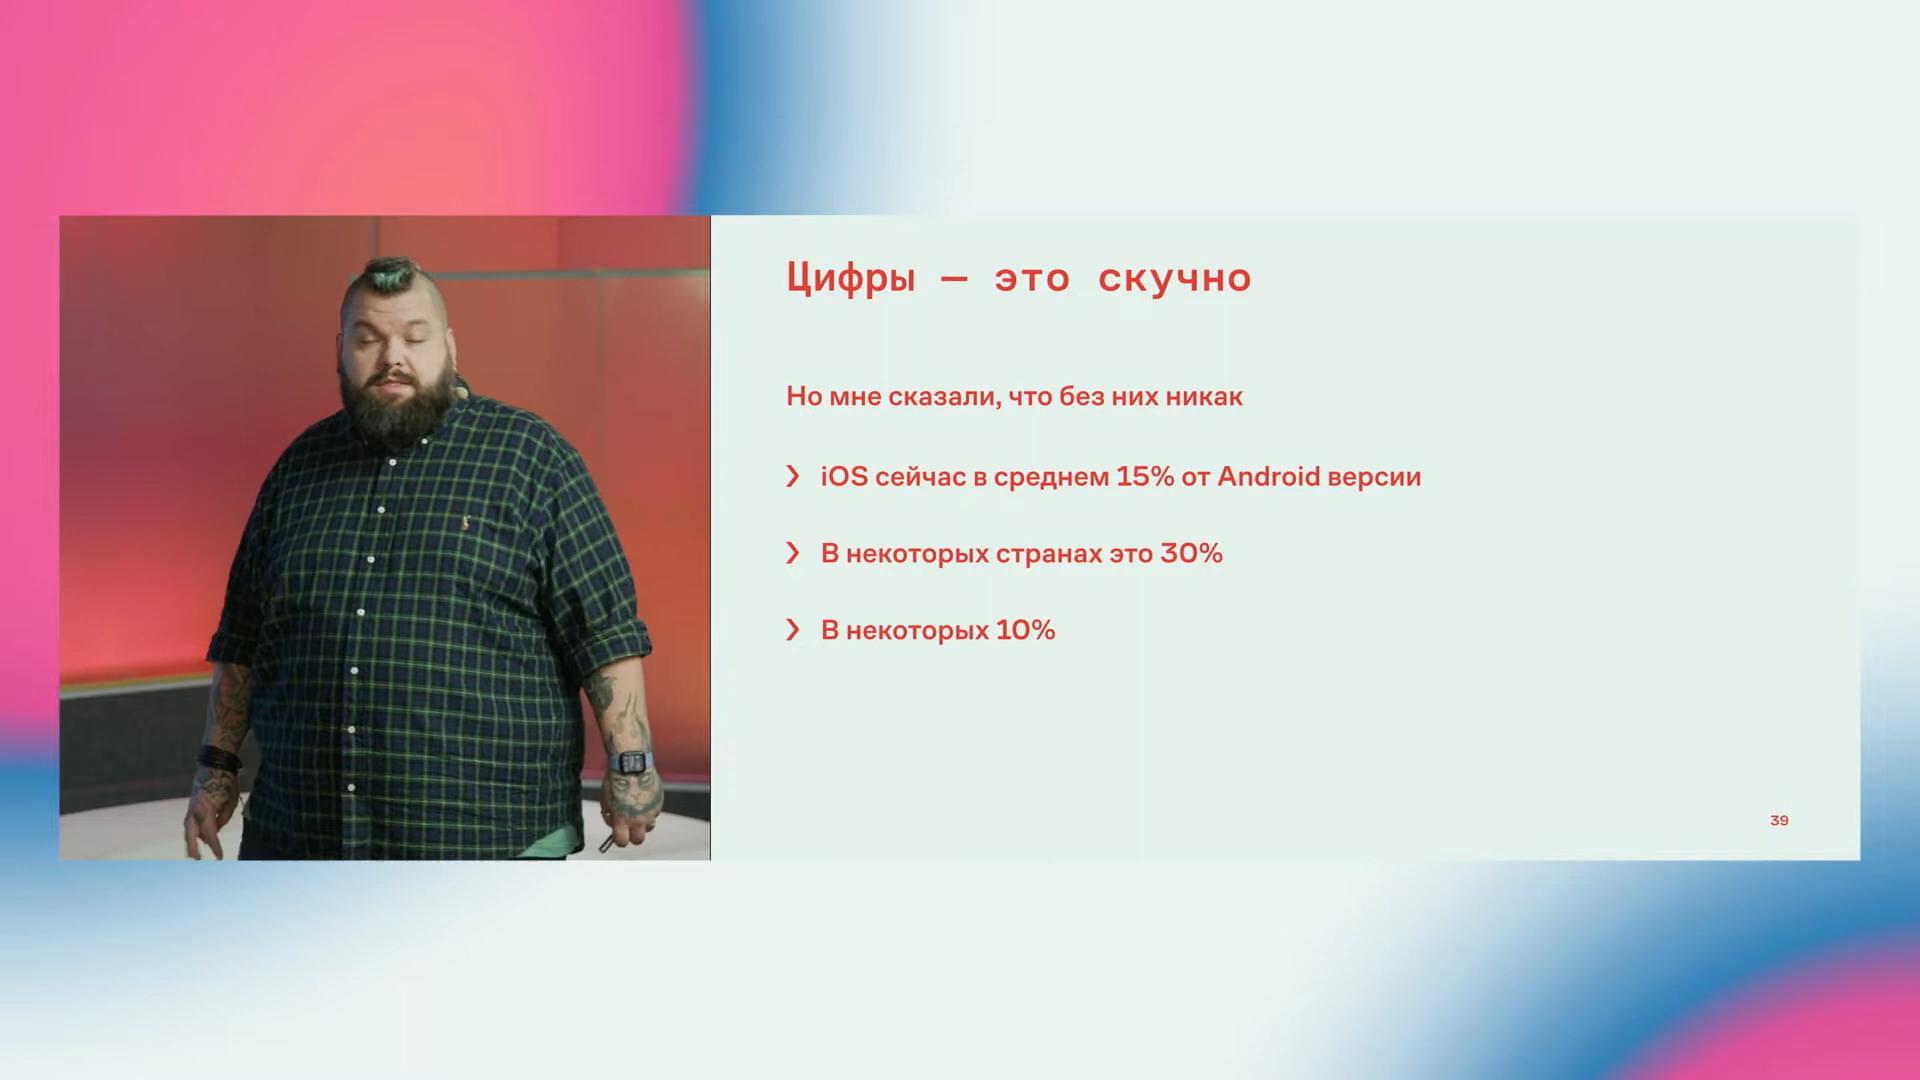 Цифры — это скучно
Но мне сказали, что без них никак
❯ iOS сейчас в среднем 15% от Android версии
❯ В некоторых странах это 30%
❯ В некоторых 10%
39